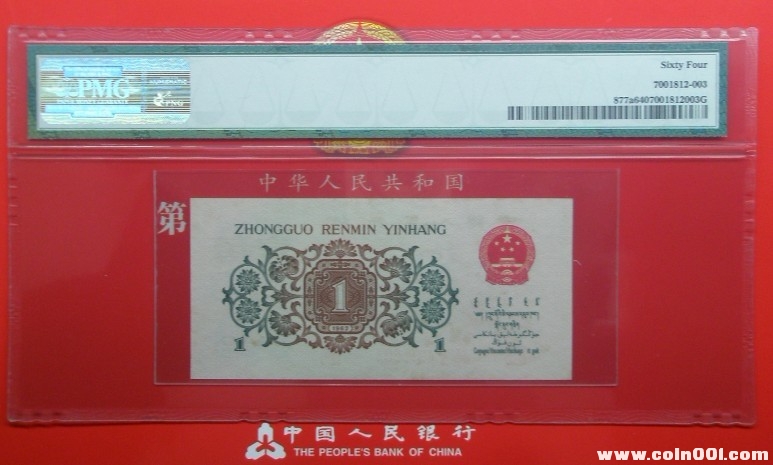 PMG
Sixty Four
7001812-003
877a6407001812003G
中华人民共和国
第
ZHONGGUO RENMIN YINHANG
1
1962
1 1
中国人民银行
THE PEOPLE'S BANK OF CHINA
www.coin001.com